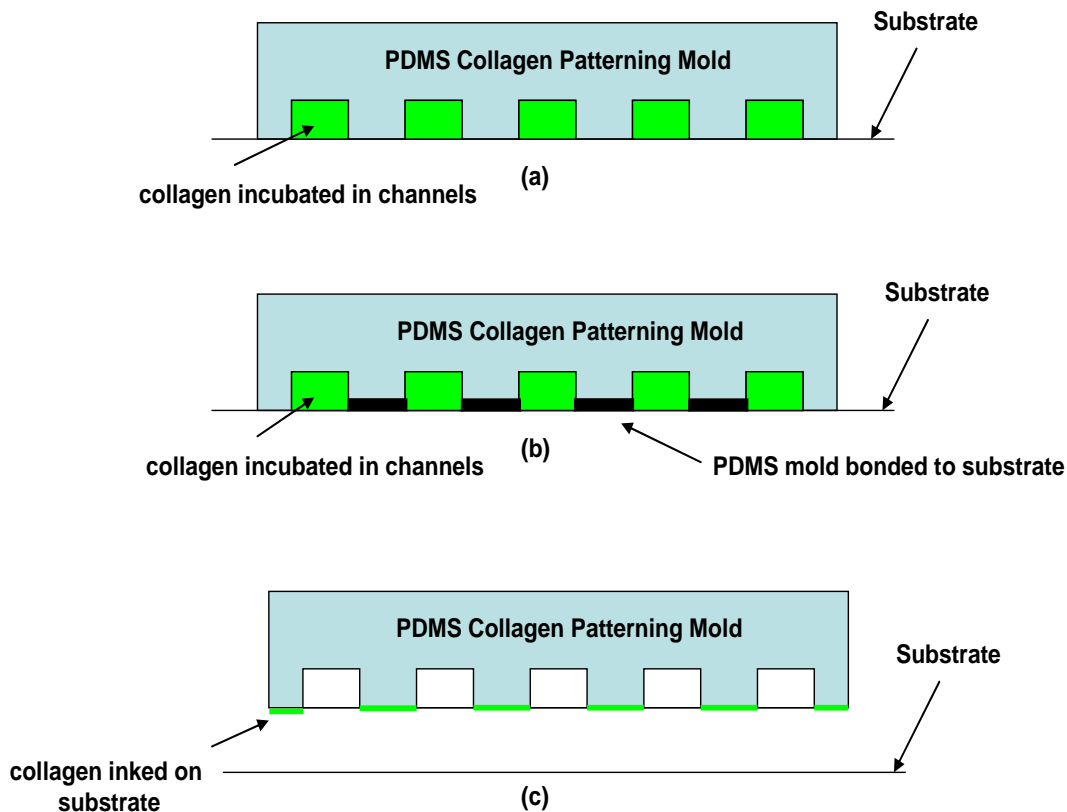 Substrate
PDMS Collagen Patterning Mold
collagen incubated in channels
(a)
Substrate
PDMS Collagen Patterning Mold
collagen incubated in channels
(b)
PDMS mold bonded to substrate
PDMS Collagen Patterning Mold
Substrate
collagen inked on
substrate
(c)